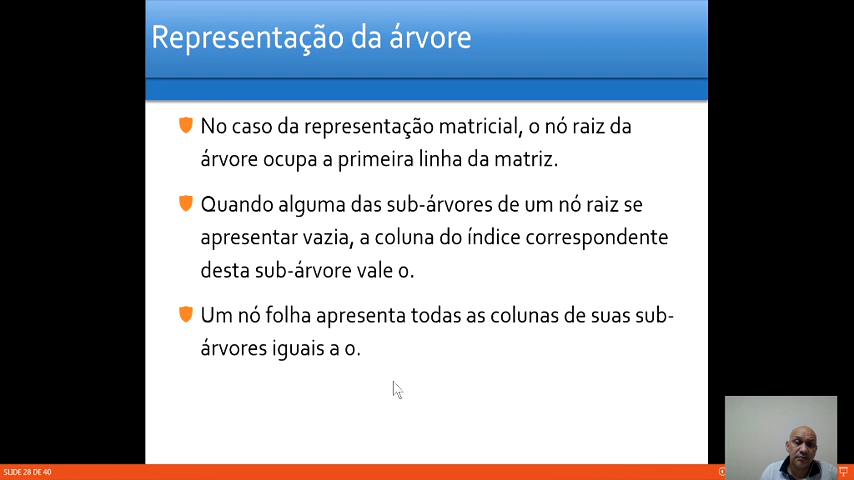 Representação da árvore
No caso da representação matricial, o nó raiz da
árvore ocupa a primeira linha da matriz.
Quando alguma das sub-árvores de um nó raiz se
apresentar vazia, a coluna do índice correspondente
desta sub-árvore vale 0.
Um nó folha apresenta todas as colunas de suas sub-
árvores iguais a 0.
SLIDE 28 DE 40